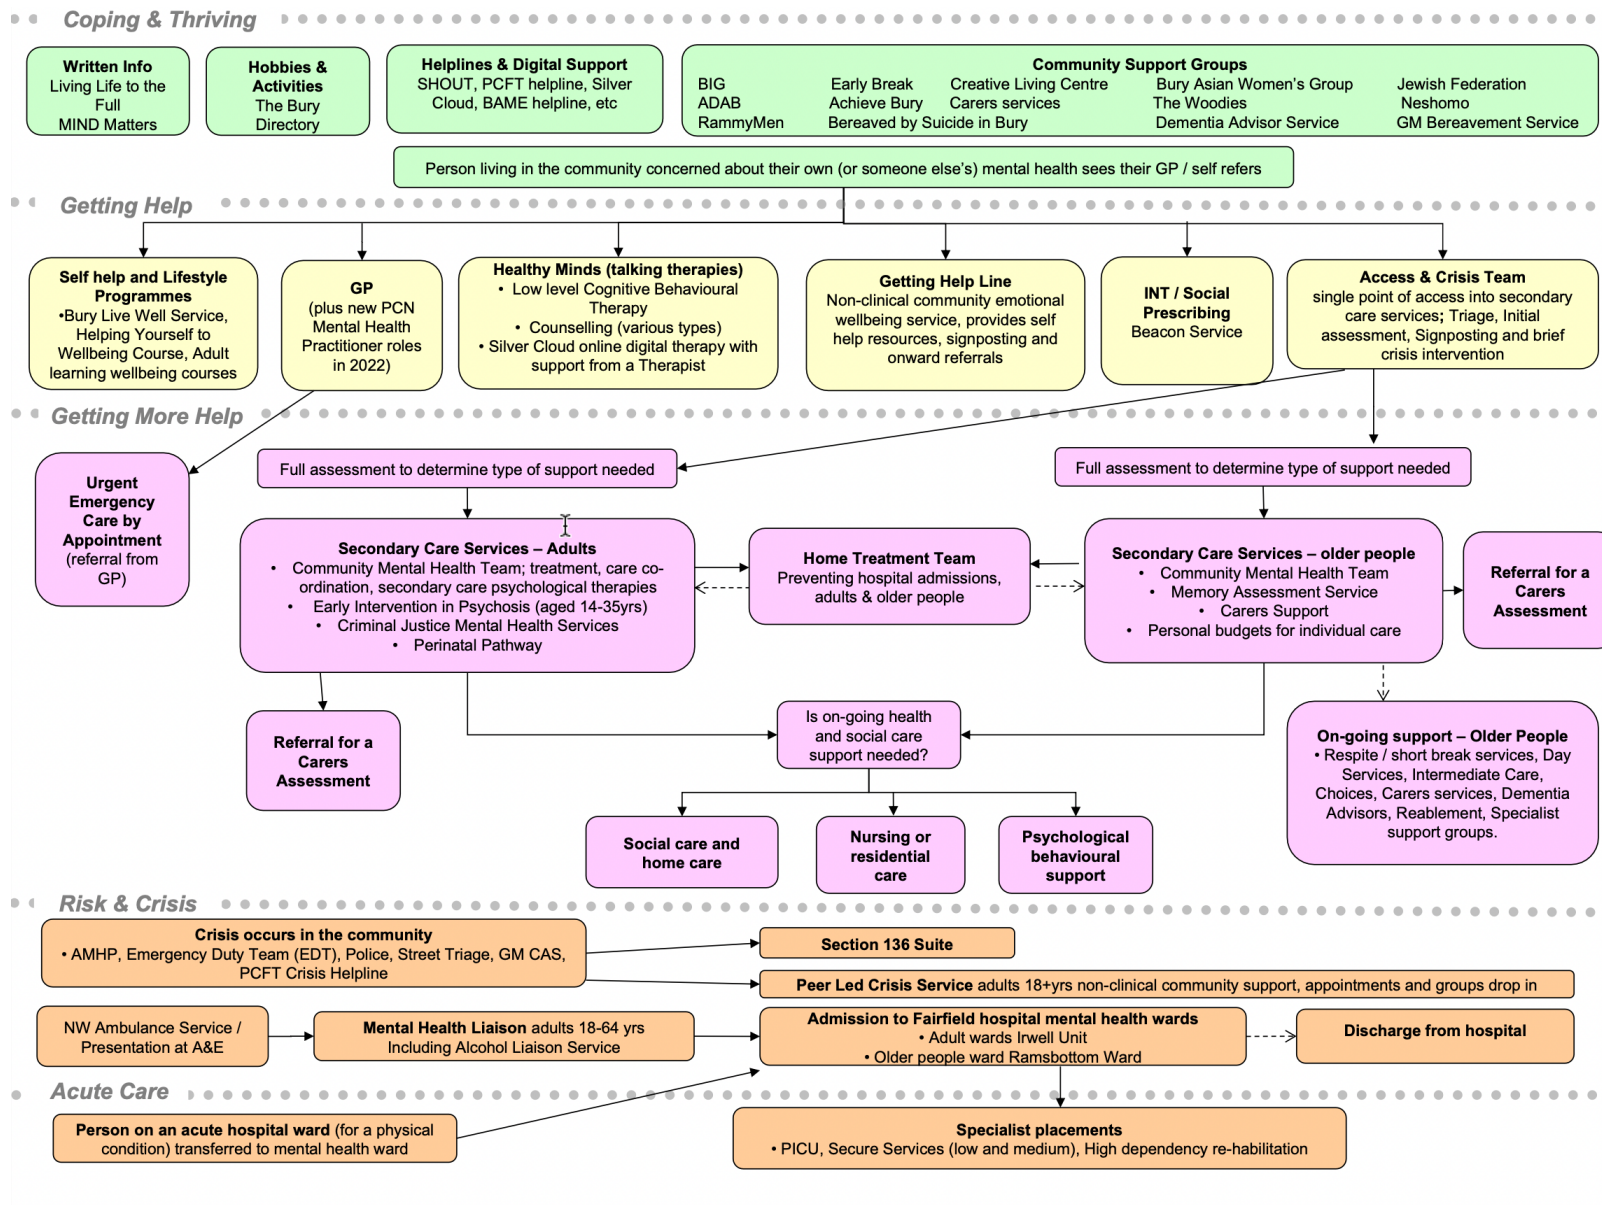 Coping & Thriving
Written Info
Living Life to the
Full
MIND Matters
Hobbies &
Activities
The Bury
Directory
Helplines & Digital Support
SHOUT, PCFT helpline, Silver
Cloud, BAME helpline, etc
Community Support Groups
BIG Early Break Creative Living Centre Bury Asian Women’s Group Jewish Federation
ADAB Achieve Bury Carers services The Woodies Neshomo
RammyMen Bereaved by Suicide in Bury Dementia Advisor Service GM Bereavement Service
Person living in the community concerned about their own (or someone else’s) mental health sees their GP / self refers
Getting Help
Self help and Lifestyle
Programmes
•Bury Live Well Service,
Helping Yourself to
Wellbeing Course, Adult
learning wellbeing courses
GP
(plus new PCN
Mental Health
Practitioner roles
in 2022)
Healthy Minds (talking therapies)
• Low level Cognitive Behavioural
Therapy
• Counselling (various types)
• Silver Cloud online digital therapy with
support from a Therapist
Getting Help Line
Non-clinical community emotional
wellbeing service, provides self
help resources, signposting and
onward referrals
INT / Social
Prescribing
Beacon Service
Access & Crisis Team
single point of access into secondary
care services; Triage, Initial
assessment, Signposting and brief
crisis intervention
Getting More Help
Urgent
Emergency
Care by
Appointment
(referral from
GP)
Full assessment to determine type of support needed
Full assessment to determine type of support needed
Secondary Care Services – Adults
• Community Mental Health Team; treatment, care co-
ordination, secondary care psychological therapies
• Early Intervention in Psychosis (aged 14-35yrs)
• Criminal Justice Mental Health Services
• Perinatal Pathway
Home Treatment Team
Preventing hospital admissions,
adults & older people
Secondary Care Services – older people
• Community Mental Health Team
• Memory Assessment Service
• Carers Support
• Personal budgets for individual care
Referral for a
Carers
Assessment
Referral for a
Carers
Assessment
Is on-going health
and social care
support needed?
On-going support – Older People
• Respite / short break services, Day
Services, Intermediate Care,
Choices, Carers services, Dementia
Advisors, Reablement, Specialist
support groups.
Social care and
home care
Nursing or
residential
care
Psychological
behavioural
support
Risk & Crisis
Crisis occurs in the community
• AMHP, Emergency Duty Team (EDT), Police, Street Triage, GM CAS,
PCFT Crisis Helpline
Section 136 Suite
Peer Led Crisis Service adults 18+yrs non-clinical community support, appointments and groups drop in
NW Ambulance Service /
Presentation at A&E
Mental Health Liaison adults 18-64 yrs
Including Alcohol Liaison Service
Admission to Fairfield hospital mental health wards
• Adult wards Irwell Unit
• Older people ward Ramsbottom Ward
Discharge from hospital
Acute Care
Person on an acute hospital ward (for a physical
condition) transferred to mental health ward
Specialist placements
• PICU, Secure Services (low and medium), High dependency re-habilitation